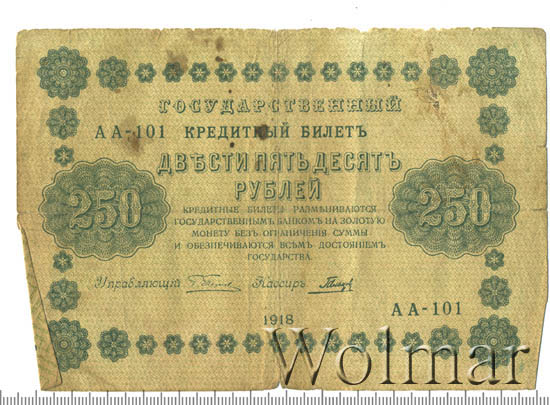 ГОСУДАРСТВЕННЫЙ
АА-101 КРЕДИТНЫЙ БИЛЕТЪ
ДВѢСТИ ПЯТЬДЕСЯТЪ
РУБЛЕЙ
250 250
КРЕДИТНЫЕ БИЛЕТЫ РАЗМѢНИВАЮТСЯ
ГОСУДАРСТВЕННЫМЪ БАНКОМЪ НА ЗОЛОТУЮ
МОНЕТУ БЕЗЪ ОГРАНИЧЕНІЯ СУММЫ
И ОБЕЗПЕЧИВАЮТСЯ ВСѢМЪ ДОСТОЯНІЕМЪ
ГОСУДАРСТВА.
Управляющій Кассиръ
АА-101
1918
Wolmar